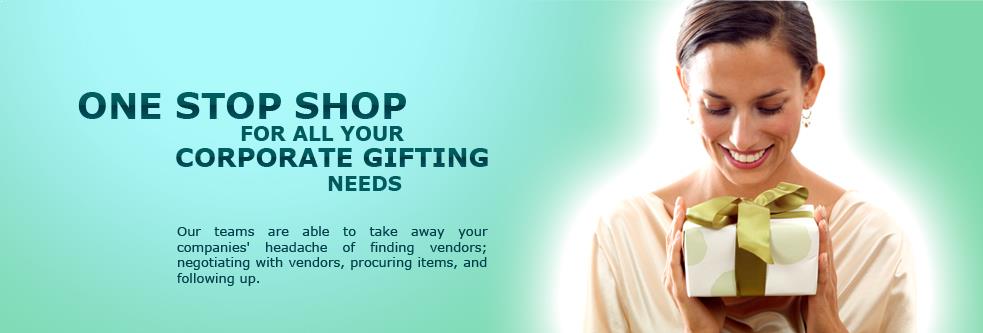 ONE STOP SHOP
FOR ALL YOUR
CORPORATE GIFTING
NEEDS
Our teams are able to take away your
companies' headache of finding vendors;
negotiating with vendors, procuring items, and
following up.